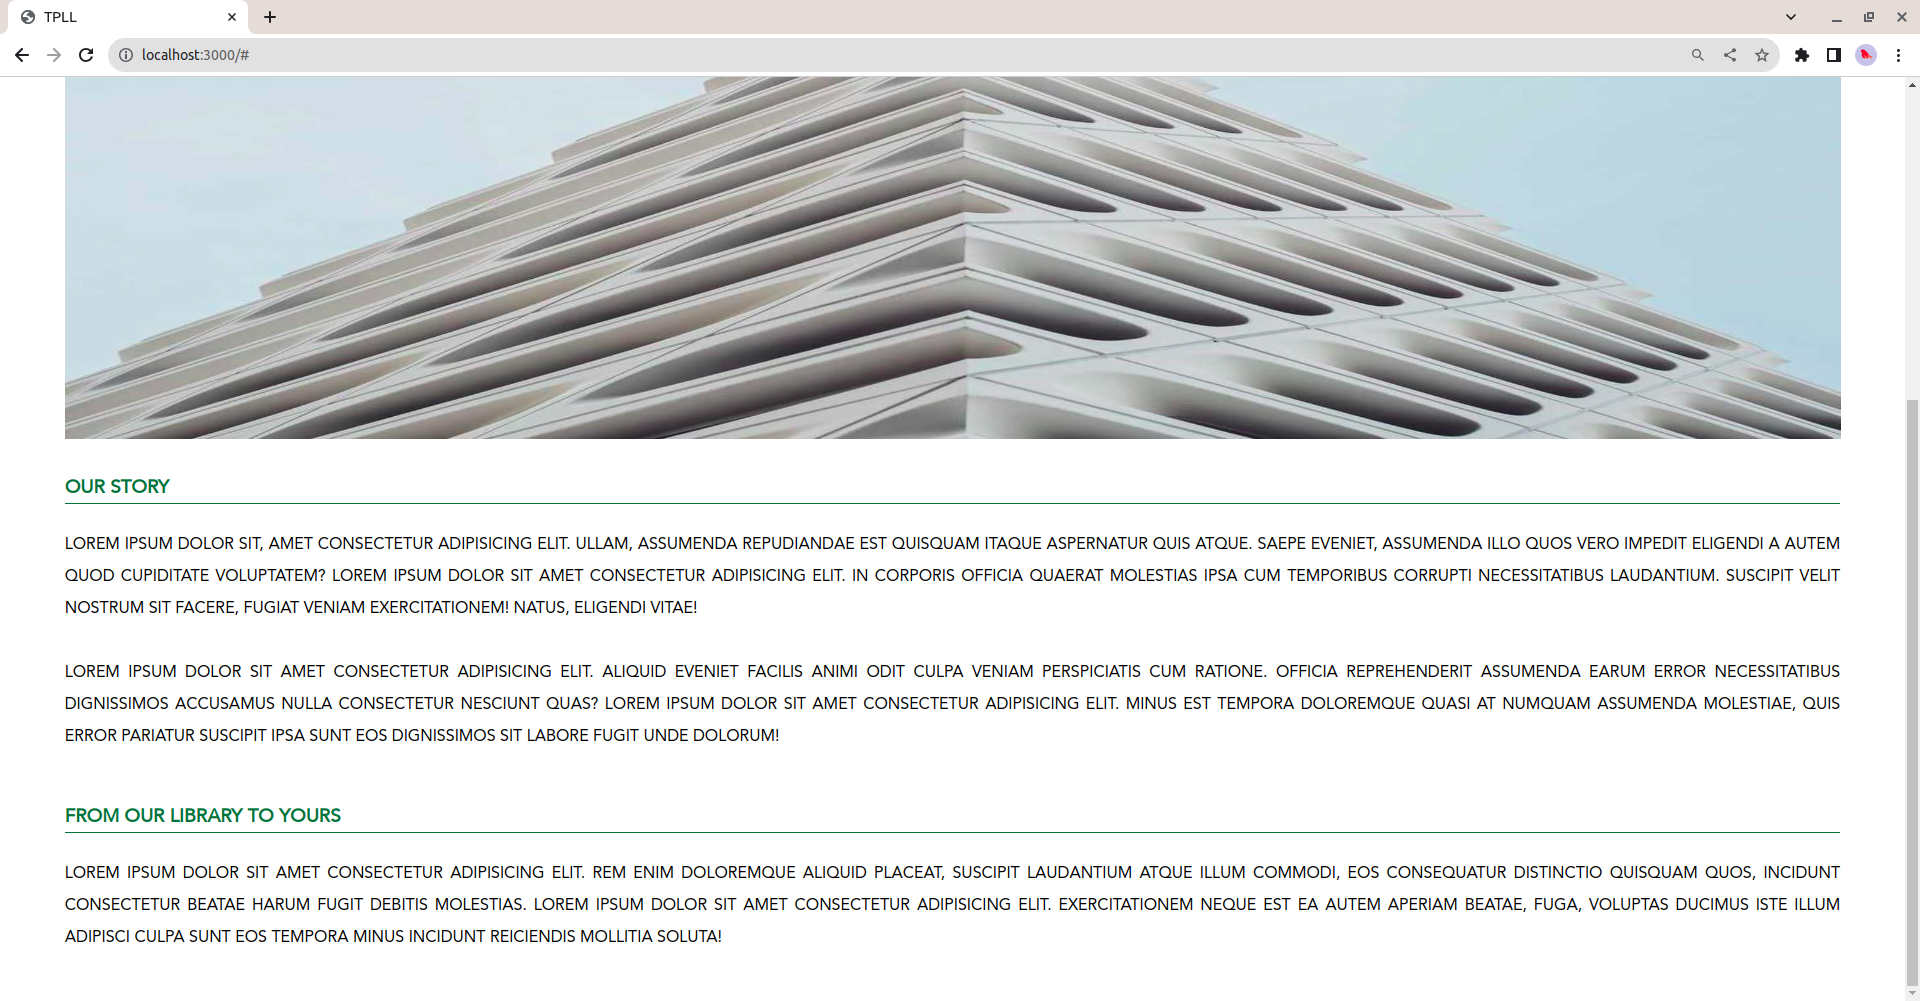 TPLL
localhost:3000/#
OUR STORY
LOREM IPSUM DOLOR SIT, AMET CONSECTETUR ADIPISICING ELIT. ULLAM, ASSUMENDA REPUDIANDAE EST QUISQUAM ITAQUE ASPERNATUR QUIS ATQUE. SAEPE EVENIET, ASSUMENDA ILLO QUOS VERO IMPEDIT ELIGENDI A AUTEM
QUOD CUPIDITATE VOLUPTATEM? LOREM IPSUM DOLOR SIT AMET CONSECTETUR ADIPISICING ELIT. IN CORPORIS OFFICIA QUAERAT MOLESTIAS IPSA CUM TEMPORIBUS CORRUPTI NECESSITATIBUS LAUDANTIUM. SUSCIPIT VELIT
NOSTRUM SIT FACERE, FUGIAT VENIAM EXERCITATIONEM! NATUS, ELIGENDI VITAE!
LOREM IPSUM DOLOR SIT AMET CONSECTETUR ADIPISICING ELIT. ALIQUID EVENIET FACILIS ANIMI ODIT CULPA VENIAM PERSPICIATIS CUM RATIONE. OFFICIA REPREHENDERIT ASSUMENDA EARUM ERROR NECESSITATIBUS
DIGNISSIMOS ACCUSAMUS NULLA CONSECTETUR NESCIUNT QUAS? LOREM IPSUM DOLOR SIT AMET CONSECTETUR ADIPISICING ELIT. MINUS EST TEMPORA DOLOREMQUE QUASI AT NUMQUAM ASSUMENDA MOLESTIAE, QUIS
ERROR PARIATUR SUSCIPIT IPSA SUNT EOS DIGNISSIMOS SIT LABORE FUGIT UNDE DOLORUM!
FROM OUR LIBRARY TO YOURS
LOREM IPSUM DOLOR SIT AMET CONSECTETUR ADIPISICING ELIT. REM ENIM DOLOREMQUE ALIQUID PLACEAT, SUSCIPIT LAUDANTIUM ATQUE ILLUM COMMODI, EOS CONSEQUATUR DISTINCTIO QUISQUAM QUOS, INCIDUNT
CONSECTETUR BEATAE HARUM FUGIT DEBITIS MOLESTIAS. LOREM IPSUM DOLOR SIT AMET CONSECTETUR ADIPISICING ELIT. EXERCITATIONEM NEQUE EST EA AUTEM APERIAM BEATAE, FUGA, VOLUPTAS DUCIMUS ISTE ILLUM
ADIPISCI CULPA SUNT EOS TEMPORA MINUS INCIDUNT REICIENDIS MOLLITIA SOLUTA!